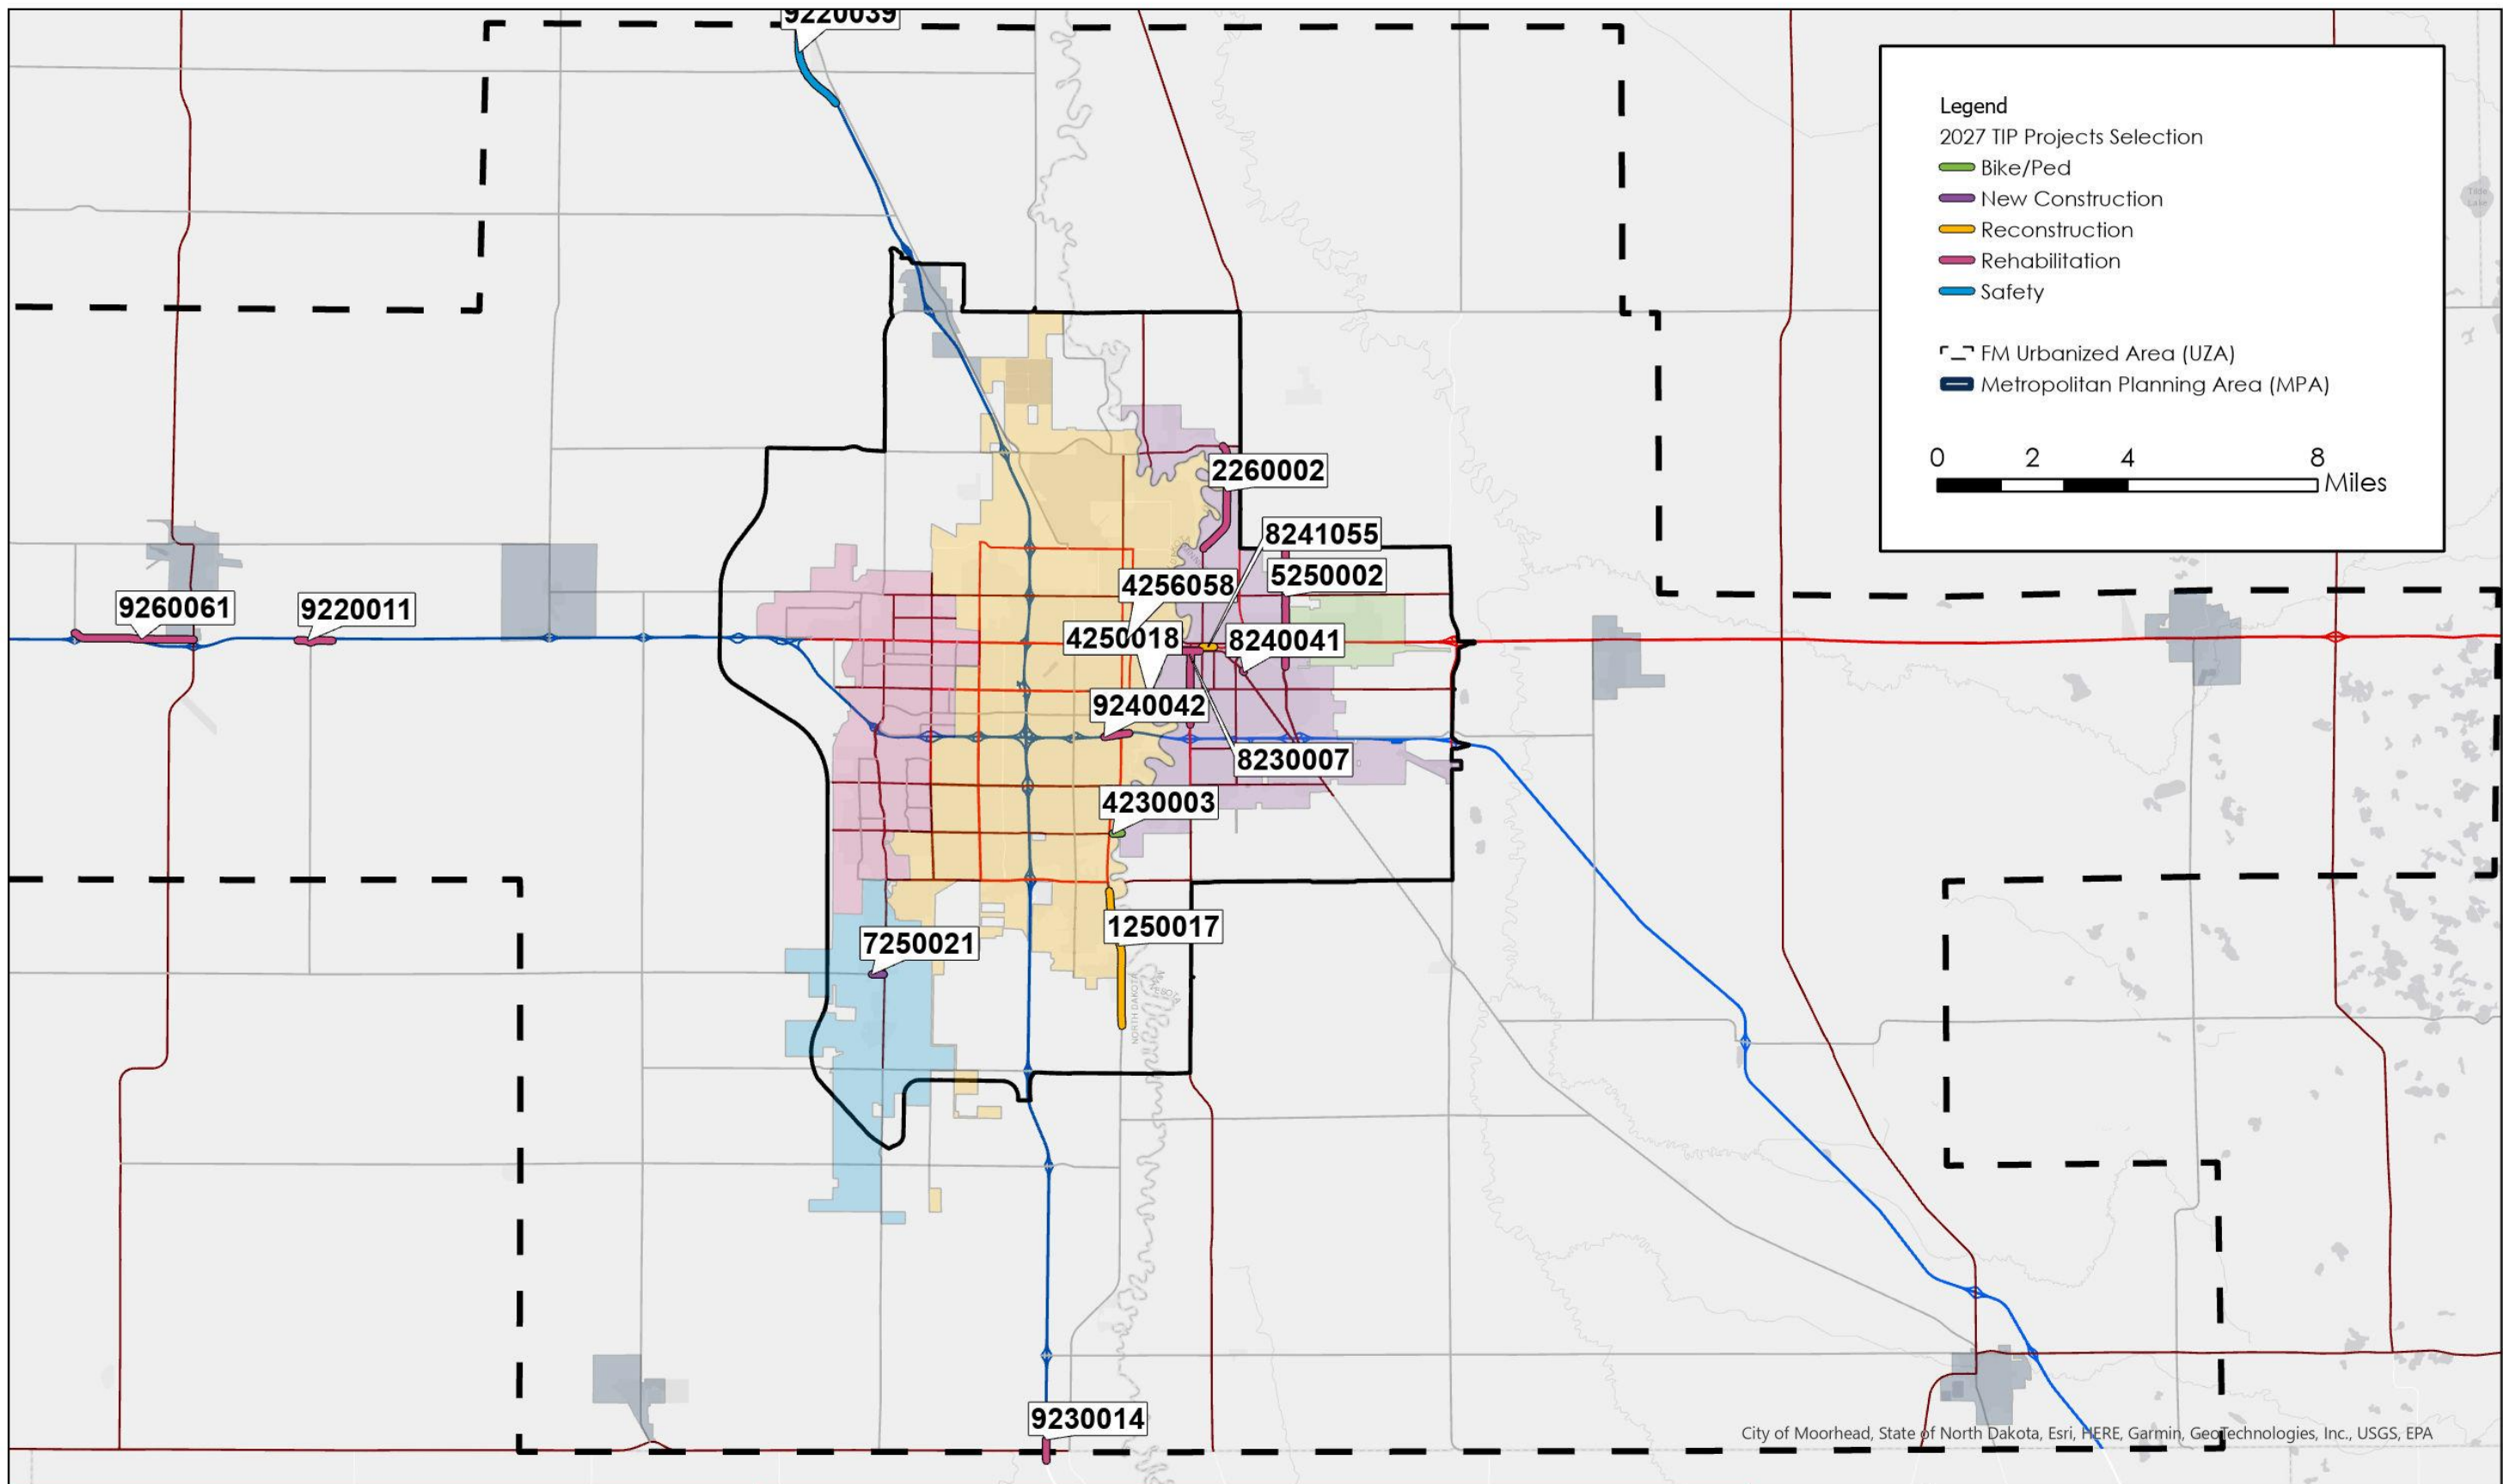 9220039
Legend
2027 TIP Projects Selection
Bike/Ped
New Construction
Reconstruction
Rehabilitation
Safety
FM Urbanized Area (UZA)
Metropolitan Planning Area (MPA)
0 2 4 8
Miles
2260002
8241055
5250002
4256058
9260061
9220011
4250018
8240041
9240042
8230007
4230003
1250017
7250021
NORTH DAKOTA
9230014
City of Moorhead, State of North Dakota, Esri, HERE, Garmin, GeoTechnologies, Inc., USGS, EPA